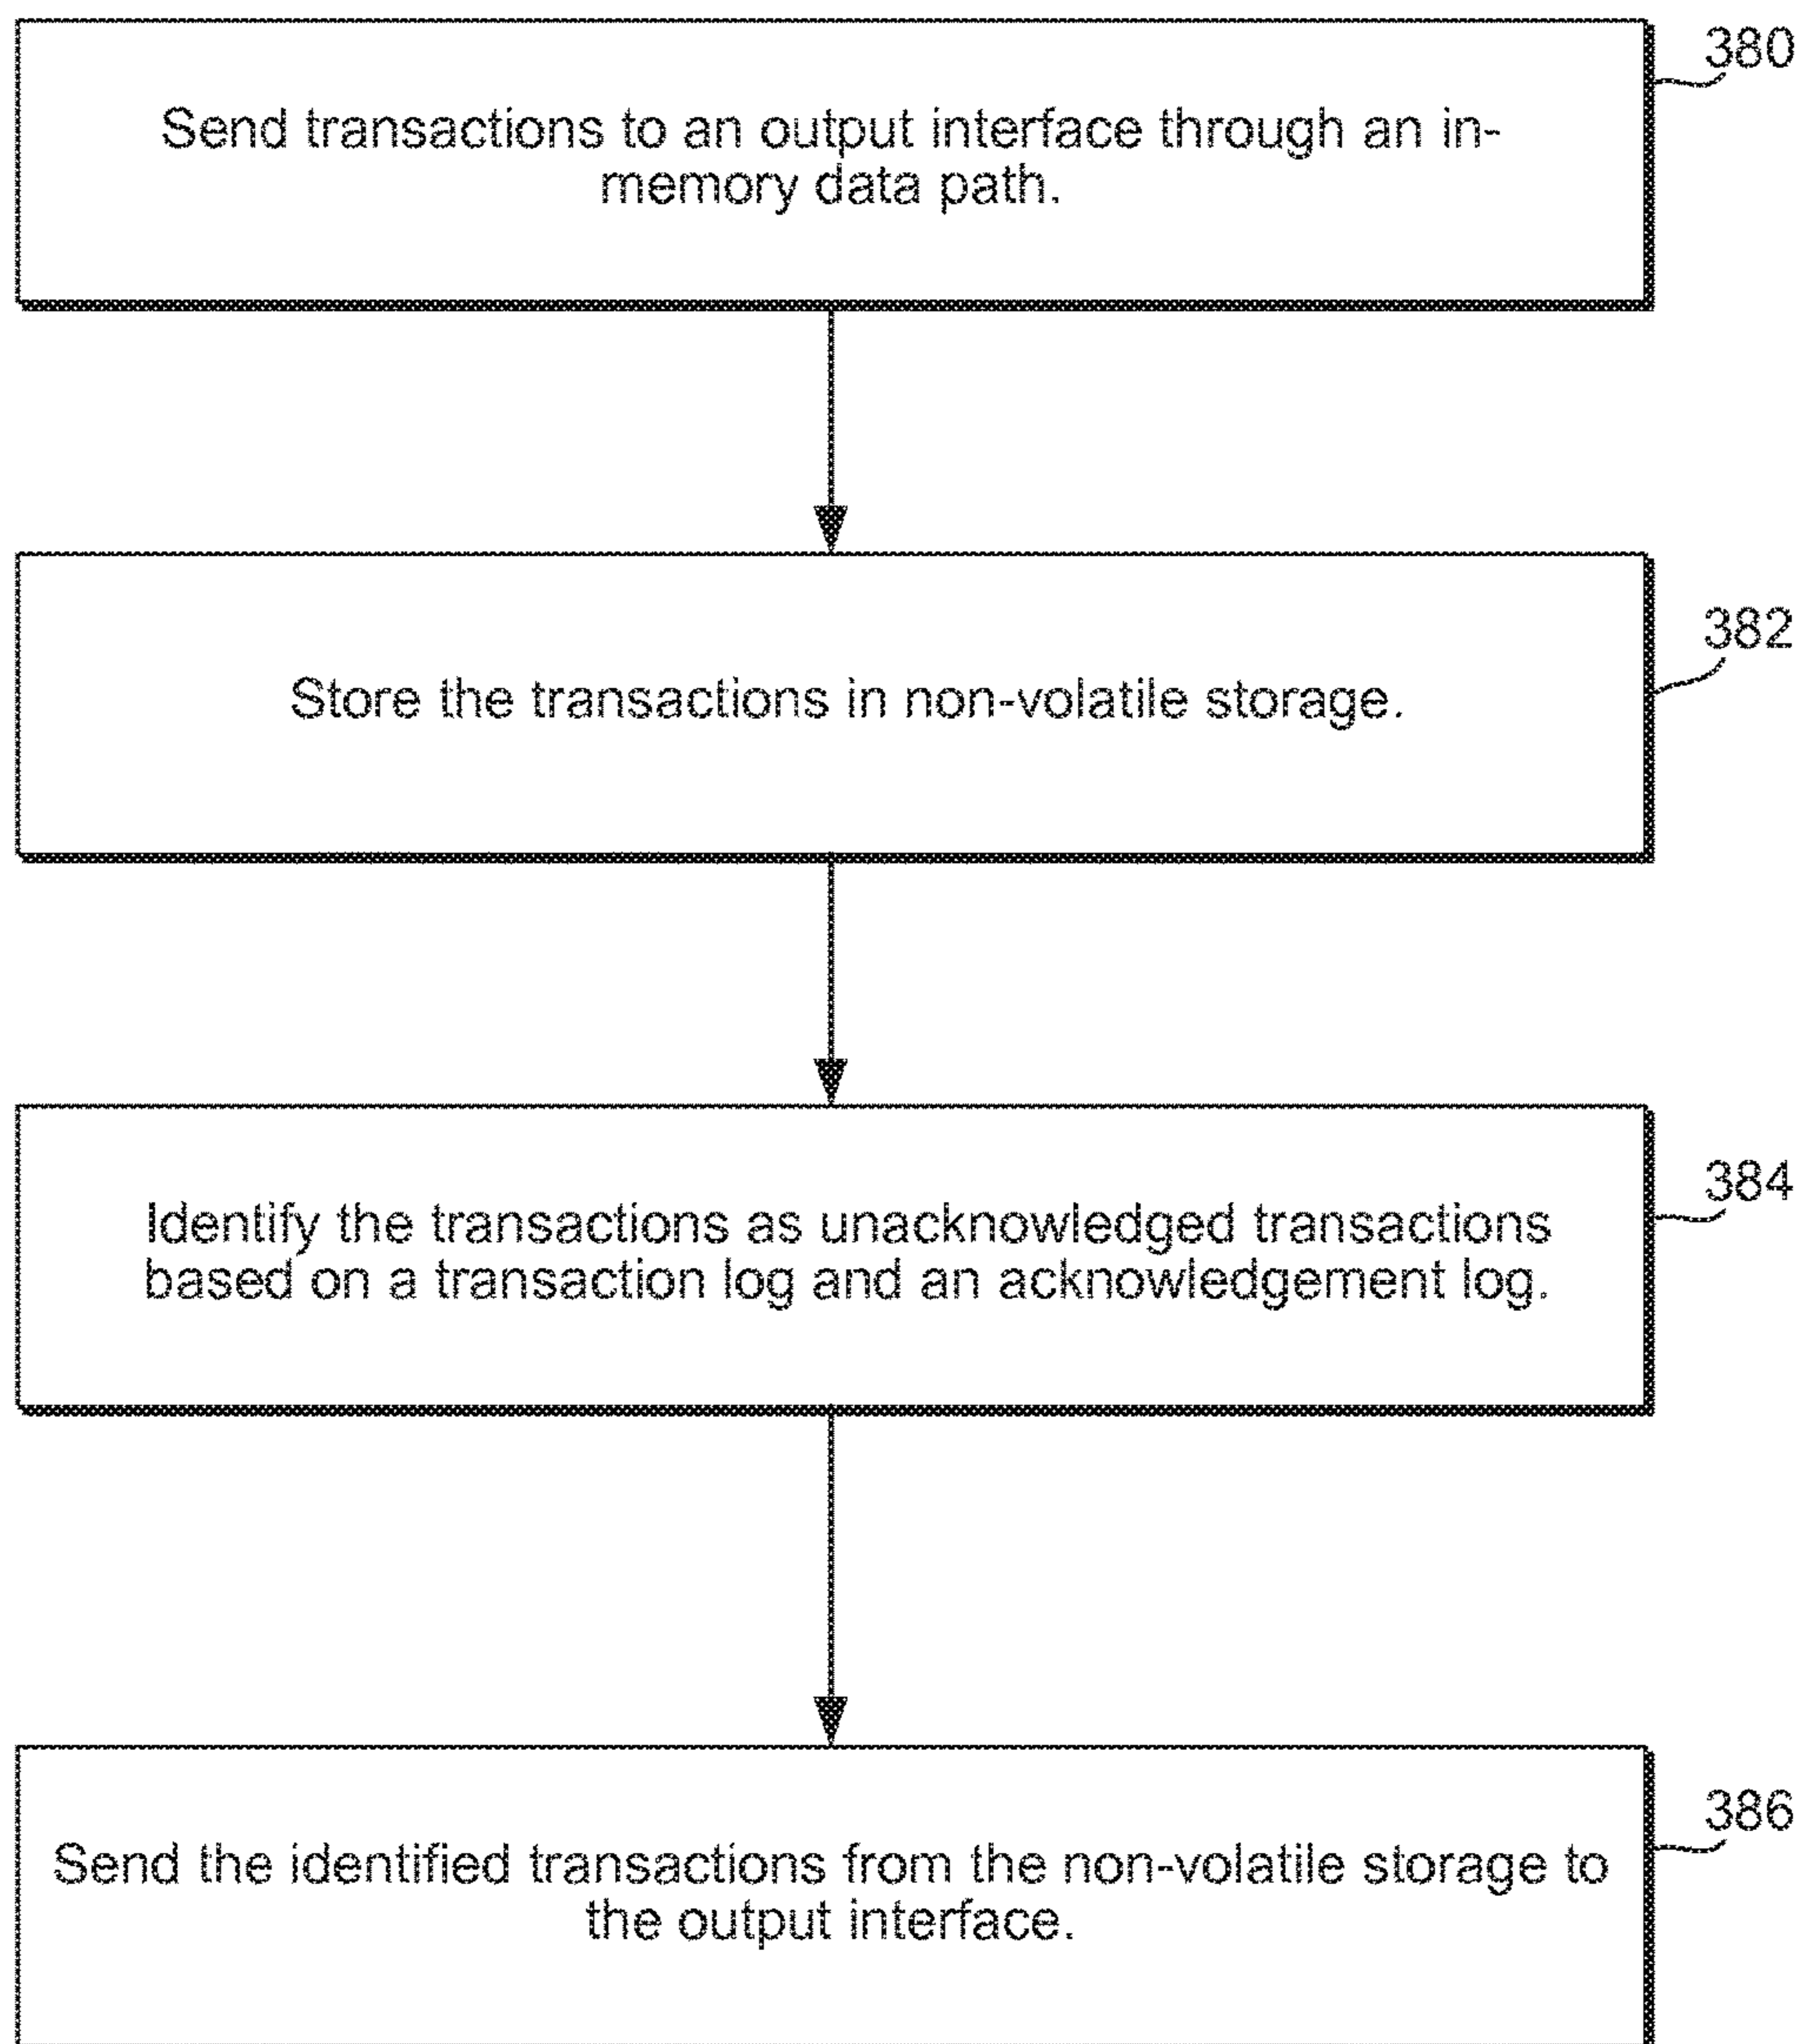 380
Send transactions to an output interface through an in-
memory data path.
382
Store the transactions in non-volatile storage.
384
Identify the transactions as unacknowledged transactions
based on a transaction log and an acknowledgement log.
386
Send the identified transactions from the non-volatile storage to
the output interface.